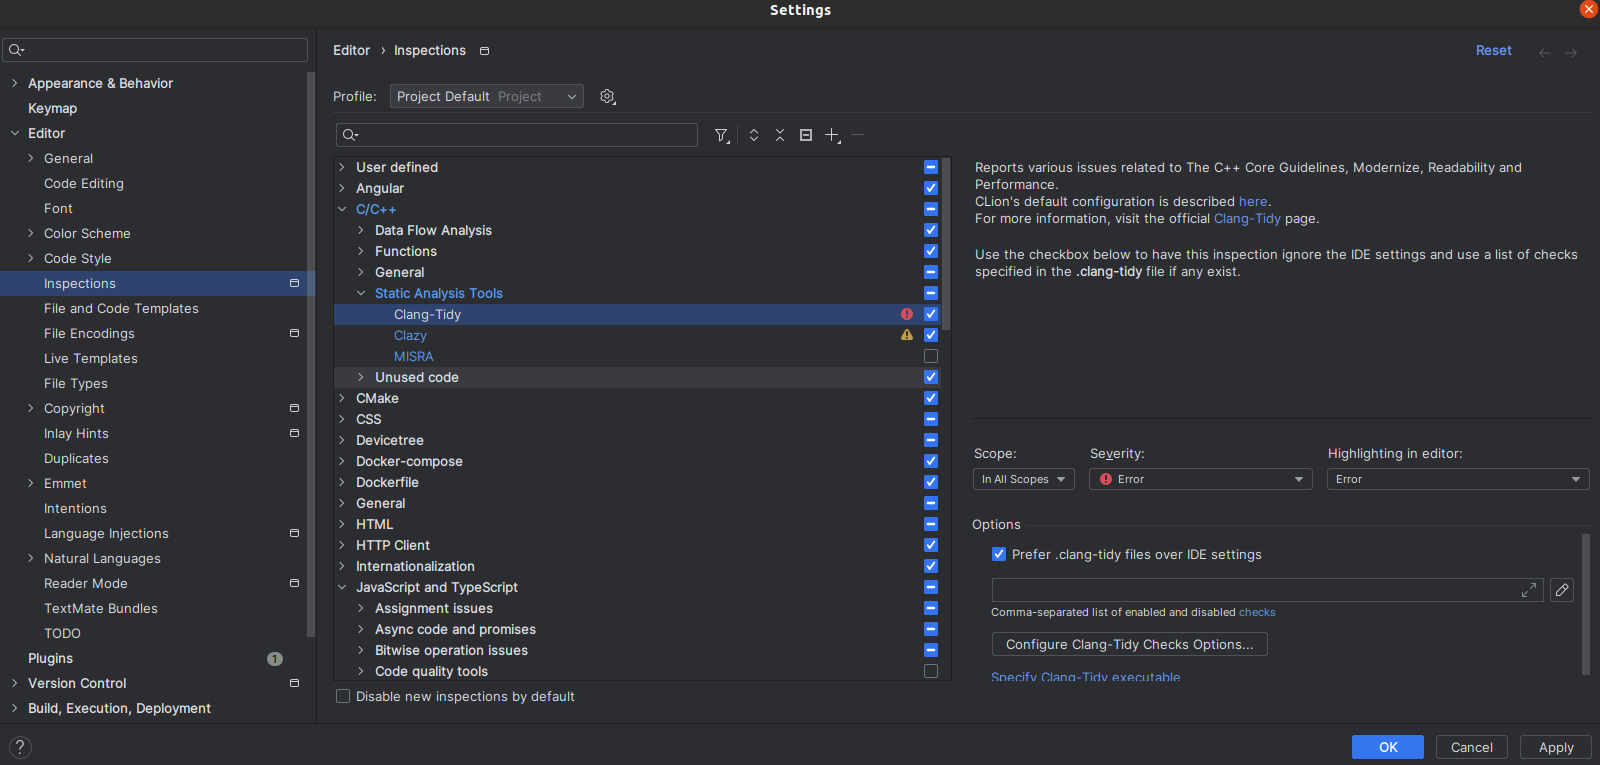 Settings
Appearance & Behavior
Keymap
Editor
General
Code Editing
Font
Color Scheme
Code Style
Inspections
File and Code Templates
File Encodings
Live Templates
File Types
Copyright
Inlay Hints
Duplicates
Emmet
Intentions
Language Injections
Natural Languages
Reader Mode
TextMate Bundles
TODO
Plugins 1
Version Control
Build, Execution, Deployment
?
Editor › Inspections
Reset
Profile: Project Default Project
User defined
Angular
C/C++
Data Flow Analysis
Functions
General
Static Analysis Tools
Clang-Tidy
Clazy
MISRA
Unused code
CMake
CSS
Devicetree
Docker-compose
Dockerfile
General
HTML
HTTP Client
Internationalization
JavaScript and TypeScript
Assignment issues
Async code and promises
Bitwise operation issues
Code quality tools
Disable new inspections by default
Reports various issues related to The C++ Core Guidelines, Modernize, Readability and
Performance.
CLion's default configuration is described here.
For more information, visit the official Clang-Tidy page.
Use the checkbox below to have this inspection ignore the IDE settings and use a list of checks
specified in the .clang-tidy file if any exist.
Scope: Severity: Highlighting in editor:
In All Scopes Error Error
Options
Prefer .clang-tidy files over IDE settings
Comma-separated list of enabled and disabled checks
Configure Clang-Tidy Checks Options...
Specify Clang-Tidy executable
OK Cancel Apply